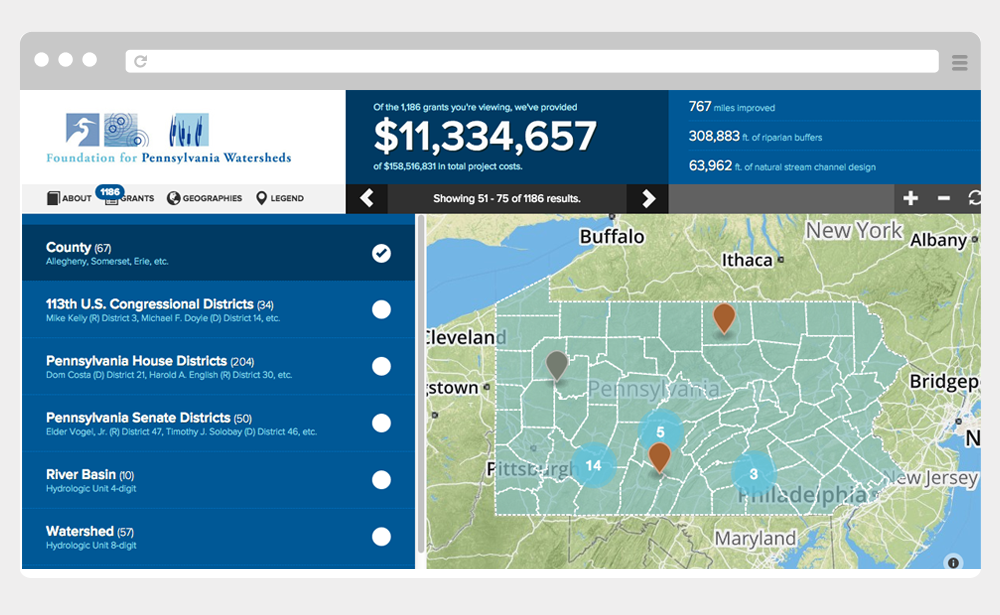 Foundation for Pennsylvania Watersheds
Of the 1,186 grants you're viewing, we've provided
$11,334,657
of $158,516,831 in total project costs.
767 miles improved
308,883 ft. of riparian buffers
63,962 ft. of natural stream channel design
ABOUT
1186
GRANTS
GEOGRAPHIES
LEGEND
Showing 51 - 75 of 1186 results.
County (67)
Allegheny, Somerset, Erie, etc.
113th U.S. Congressional Districts (34)
Mike Kelly (R) District 3, Michael F. Doyle (D) District 14, etc.
Pennsylvania House Districts (204)
Dom Costa (D) District 21, Harold A. English (R) District 30, etc.
Pennsylvania Senate Districts (50)
Elder Vogel, Jr. (R) District 47, Timothy J. Solobay (D) District 46, etc.
River Basin (10)
Hydrologic Unit 4-digit
Watershed (57)
Hydrologic Unit 8-digit
Buffalo
New York
Albany
Ithaca
Cleveland
gstown
Pennsylvania
Bridgep
N
5
Pittsburgh
14
3
New Jersey
Philadelphia
Maryland